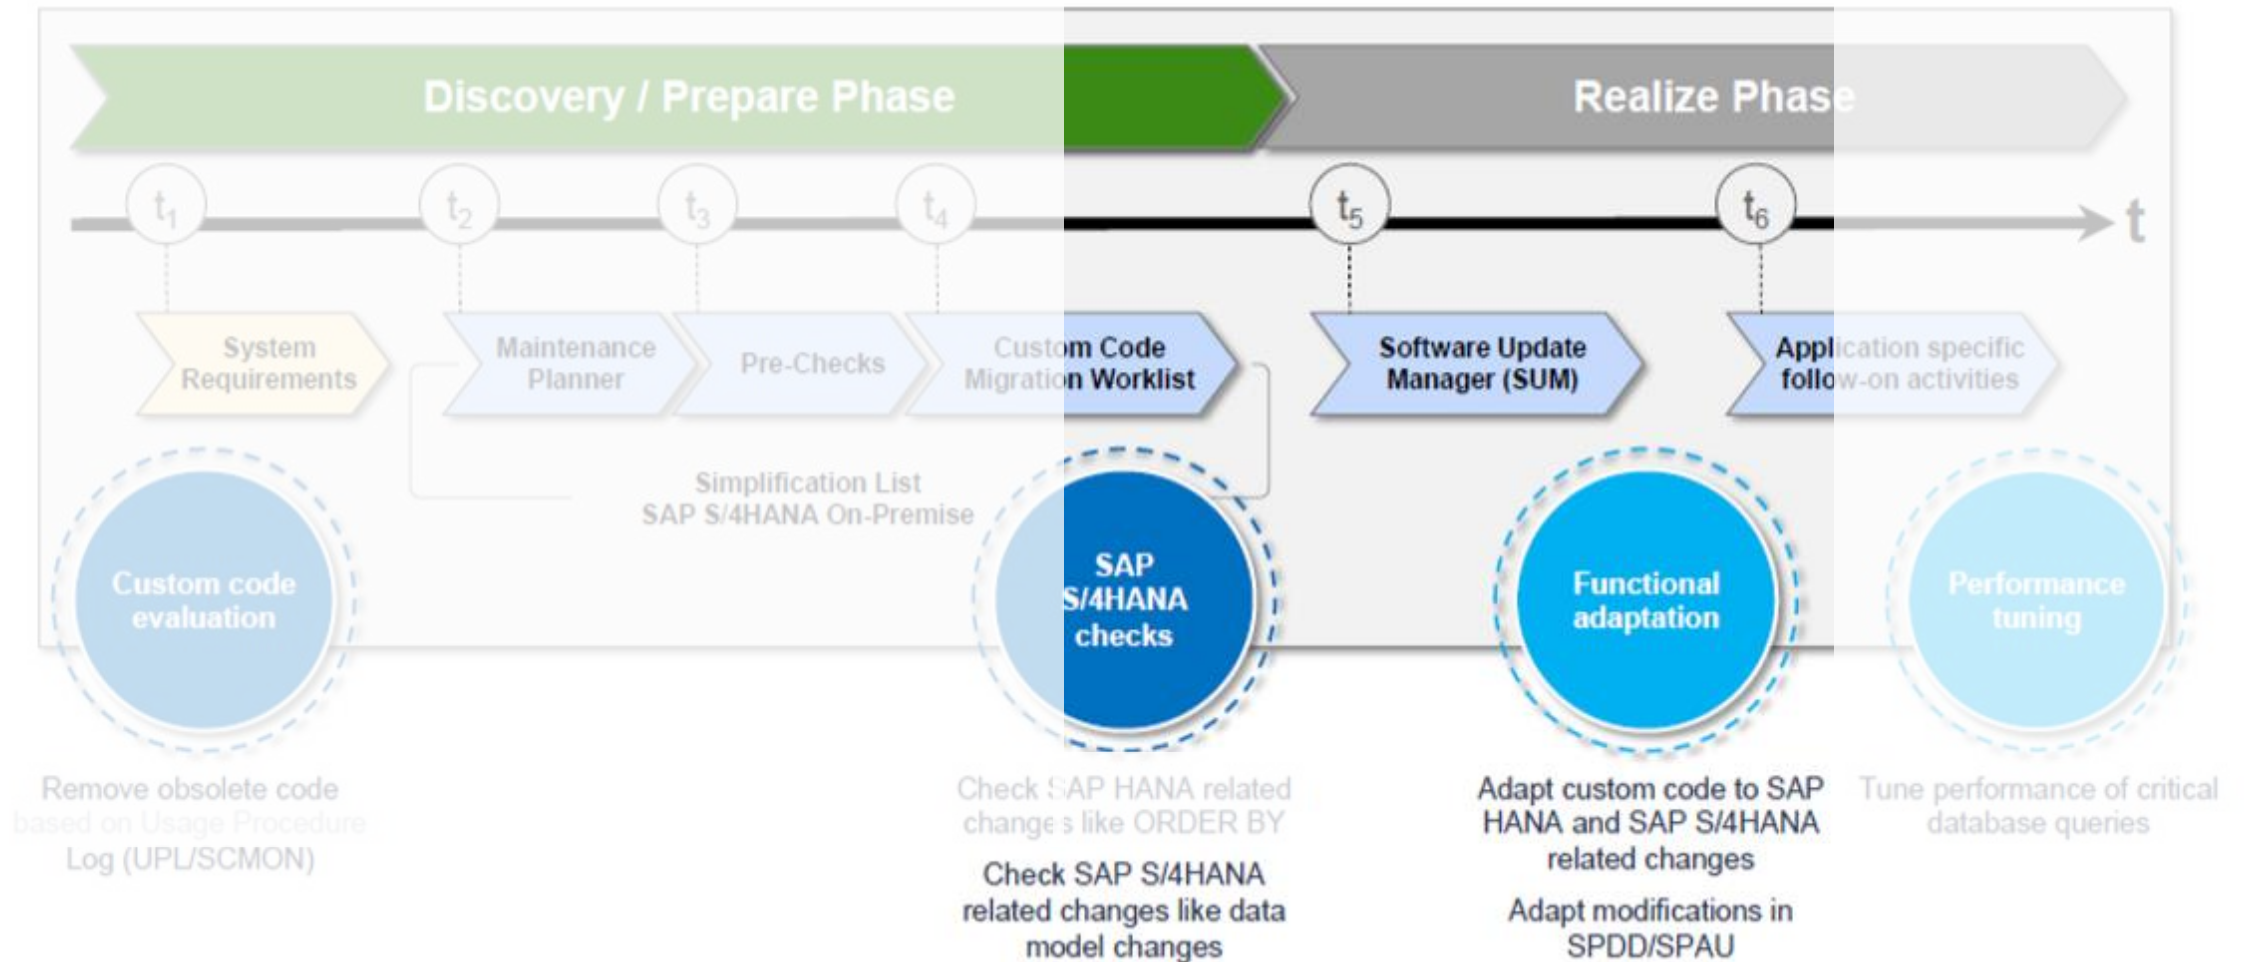 Discovery / Prepare Phase
Realize Phase
t1
t2
t3
t4
t5
t6
t
System
Requirements
Maintenance
Planner
Pre-Checks
Custom Code
Migration Worklist
Software Update
Manager (SUM)
Application specific
follow-on activities
Simplification List
SAP S/4HANA On-Premise
Custom code
evaluation
SAP
S/4HANA
checks
Functional
adaptation
Performance
tuning
Remove obsolete code
based on Usage Procedure
Log (UPL/SCMON)
Check SAP HANA related
changes like ORDER BY
Check SAP S/4HANA
related changes like data
model changes
Adapt custom code to SAP
HANA and SAP S/4HANA
related changes
Adapt modifications in
SPDD/SPAU
Tune performance of critical
database queries